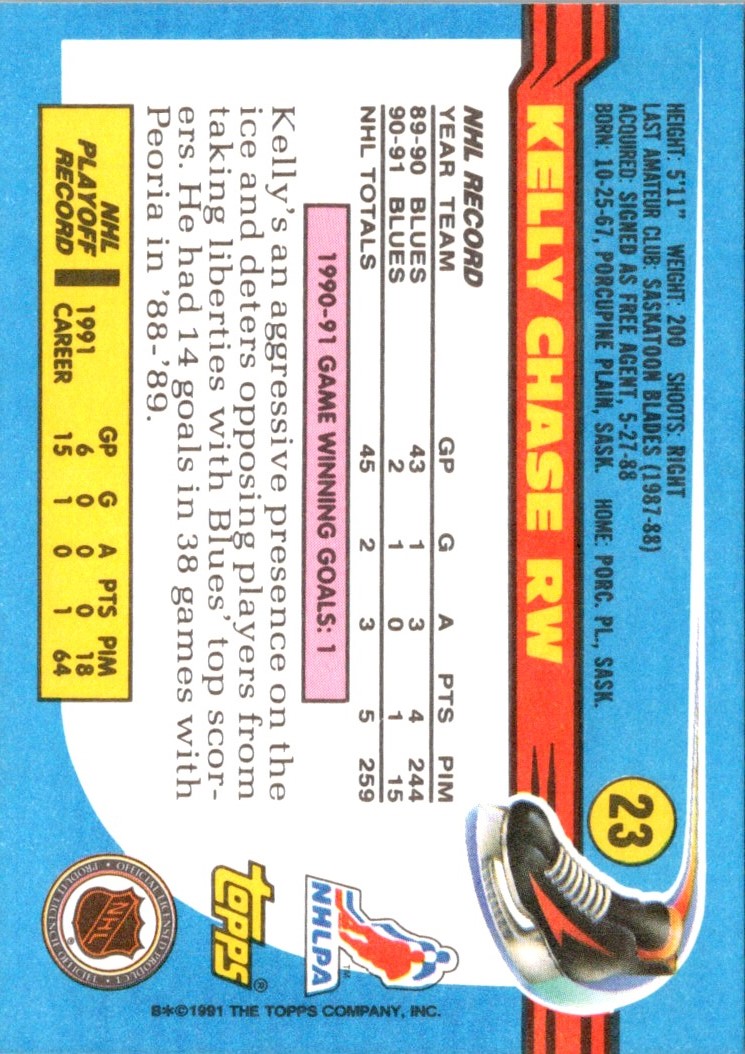 HEIGHT: 5'11" WEIGHT: 200 SHOOTS: RIGHT
LAST AMATEUR CLUB: SASKATOON BLADES (1987-88)
ACQUIRED: SIGNED AS FREE AGENT, 5-27-88
BORN: 10-25-67, PORCUPINE PLAIN, SASK. HOME: PORC. PL., SASK.
23
KELLY CHASE RW
NHL RECORD
YEAR TEAM GP G A PTS PIM
89-90 BLUES 43 1 3 4 244
90-91 BLUES 2 1 0 1 15
NHL TOTALS 45 2 3 5 259
1990-91 GAME WINNING GOALS: 1
Kelly's an aggressive presence on the
ice and deters opposing players from
taking liberties with Blues' top scor-
ers. He had 14 goals in 38 games with
Peoria in '88-'89.
NHL
PLAYOFF
RECORD
GP G A PTS PIM
1991 6 0 0 0 18
CAREER 15 1 0 1 64
NHLPA
TM
topps
®
OFFICIAL LICENSED PRODUCT
NHL
®
B*©1991 THE TOPPS COMPANY, INC.